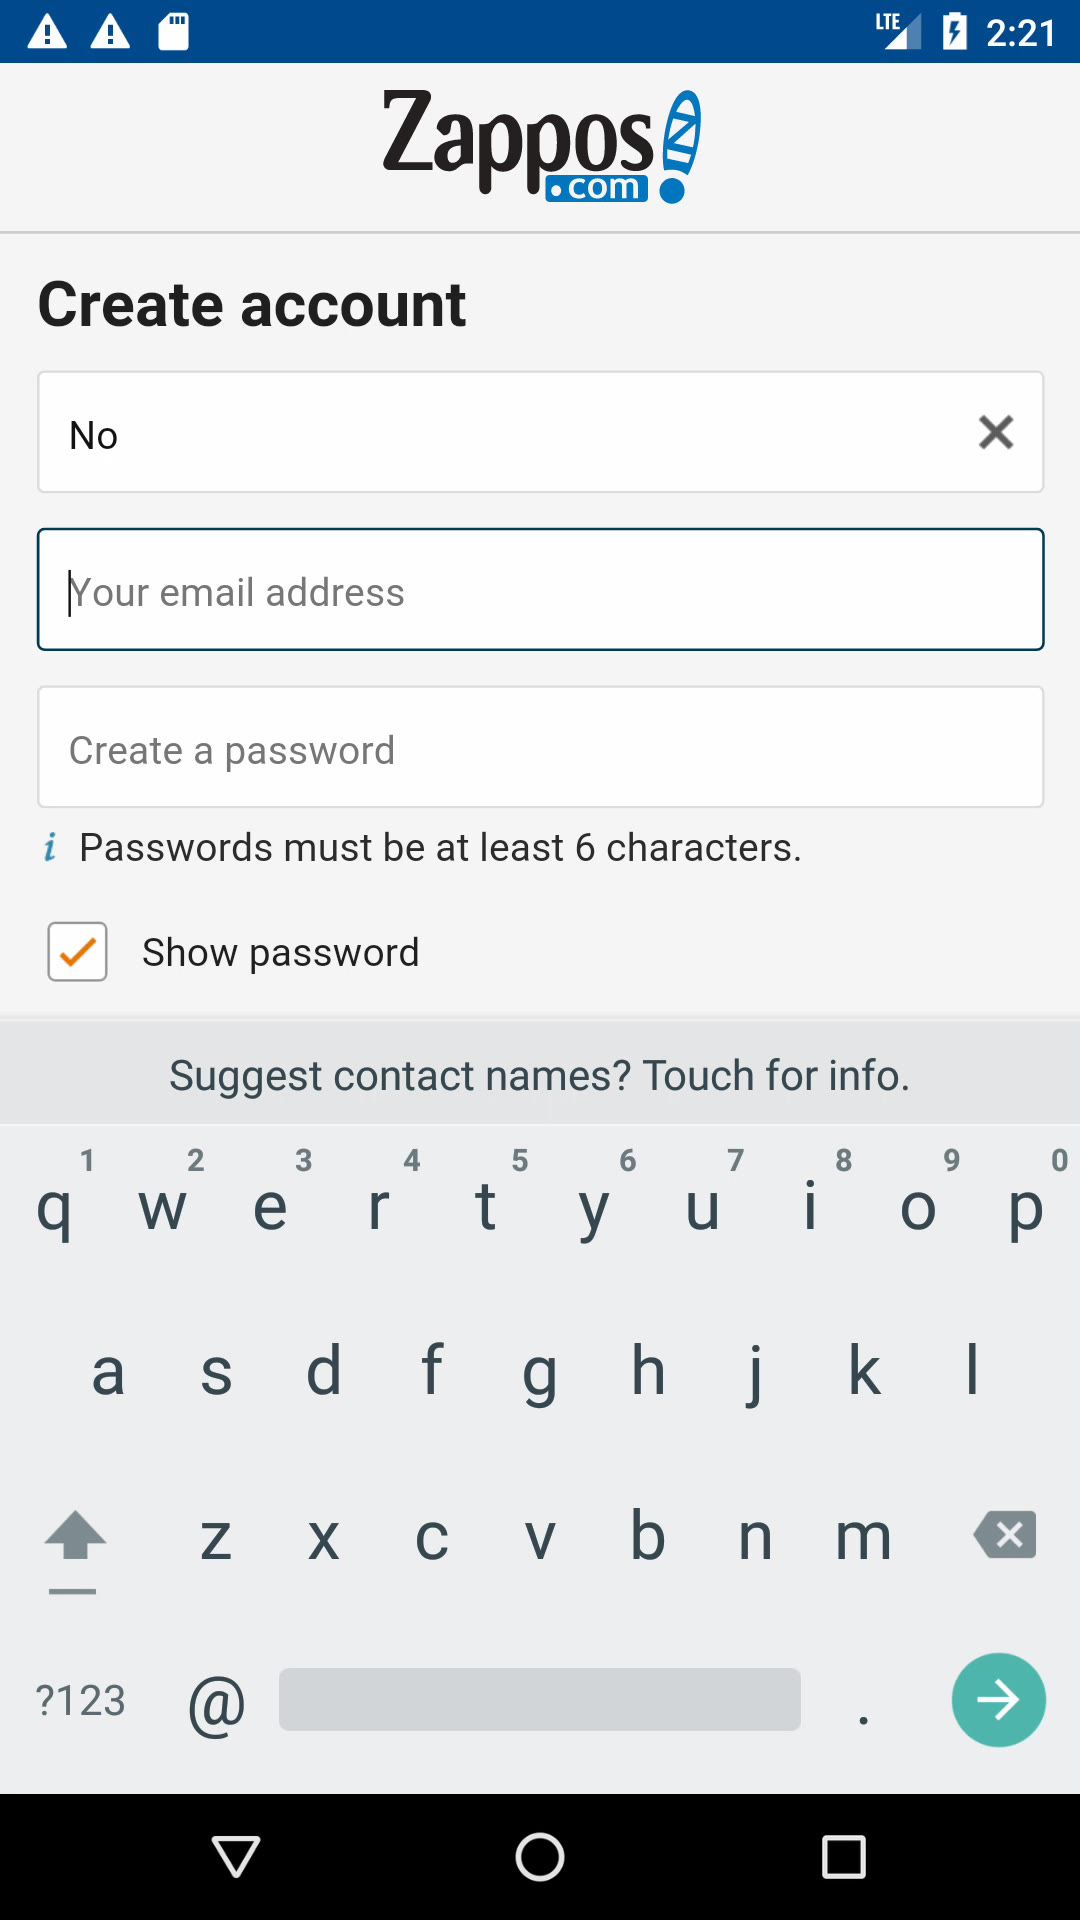 LTE 2:21
Zappos
.com
Create account
No
Your email address
Create a password
i Passwords must be at least 6 characters.
Show password
Suggest contact names? Touch for info.
1 2 3 4 5 6 7 8 9 0
q w e r t y u i o p
a s d f g h j k l
z x c v b n m
?123 @ .